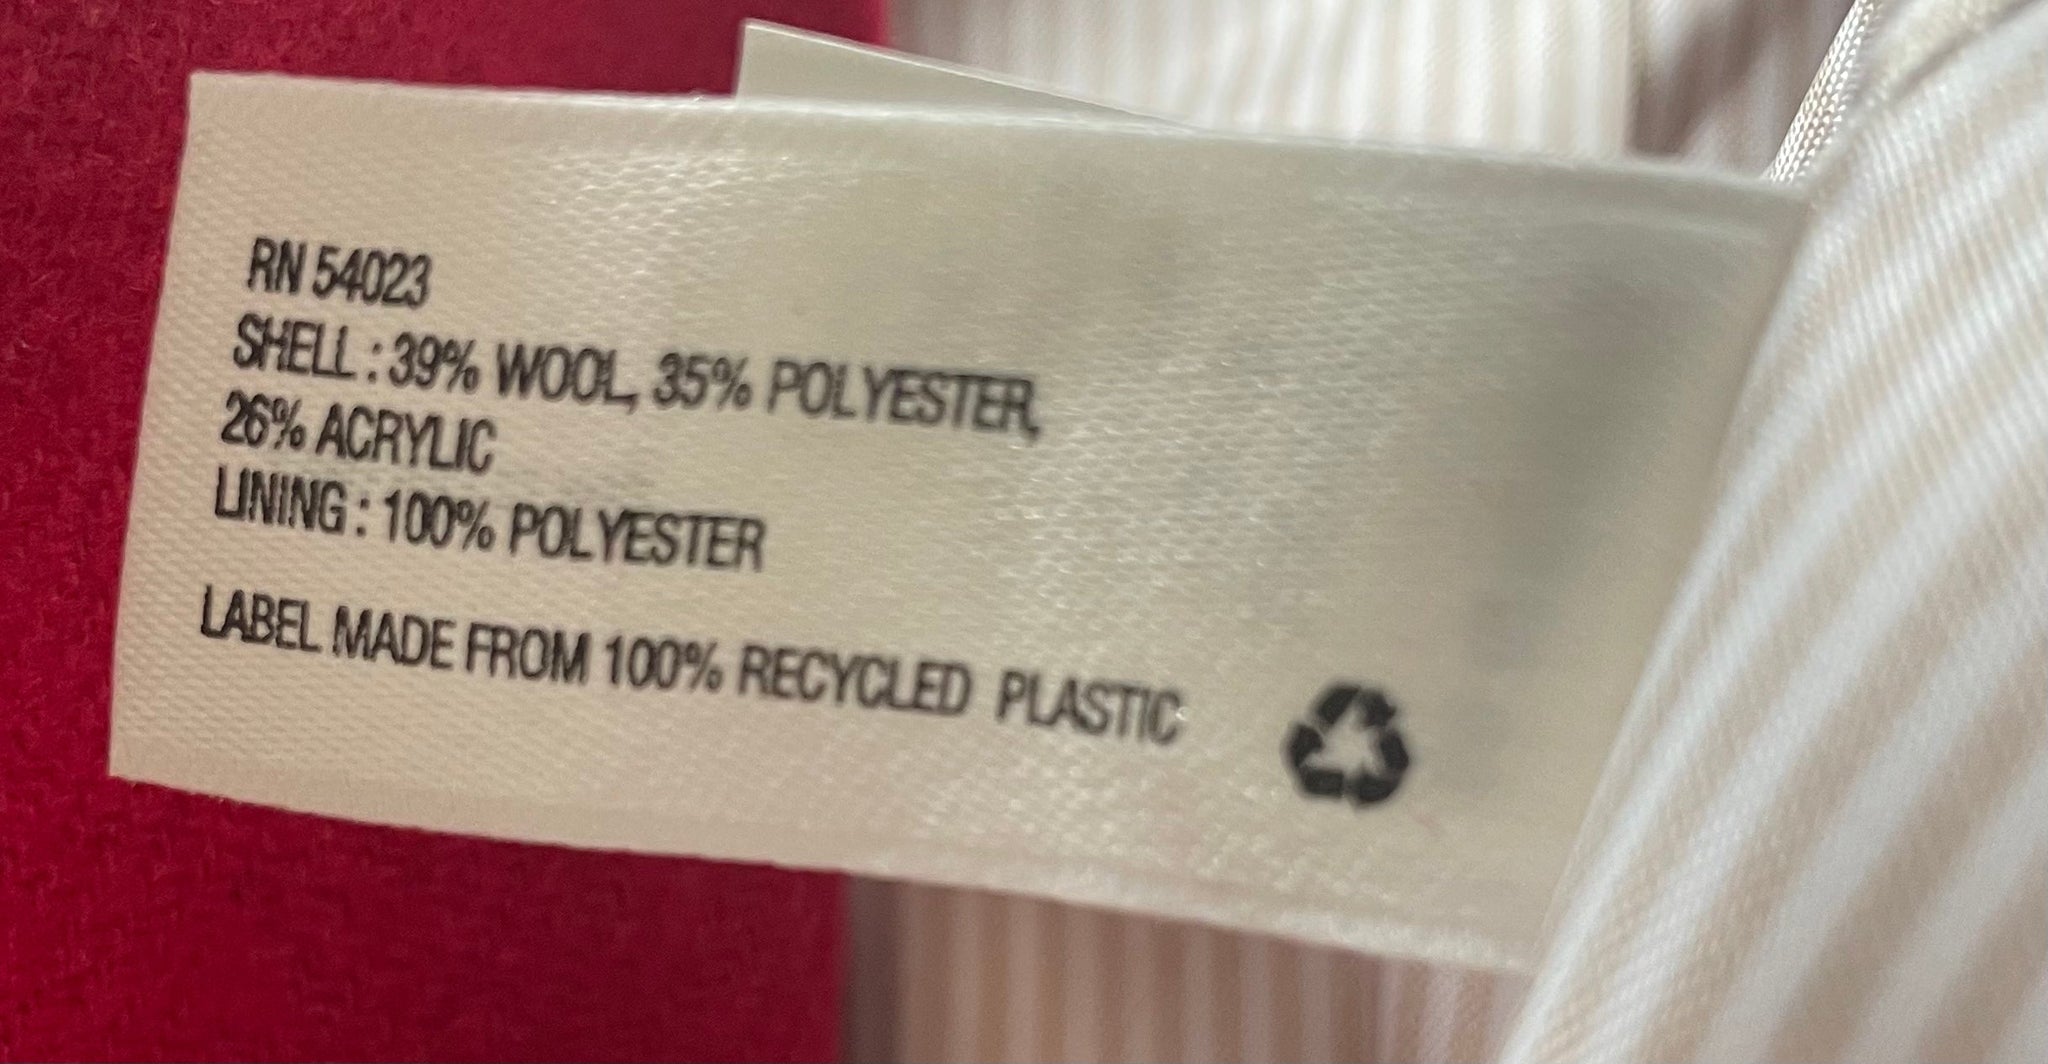 RN 54023
SHELL : 39% WOOL, 35% POLYESTER,
26% ACRYLIC
LINING : 100% POLYESTER
LABEL MADE FROM 100% RECYCLED PLASTIC